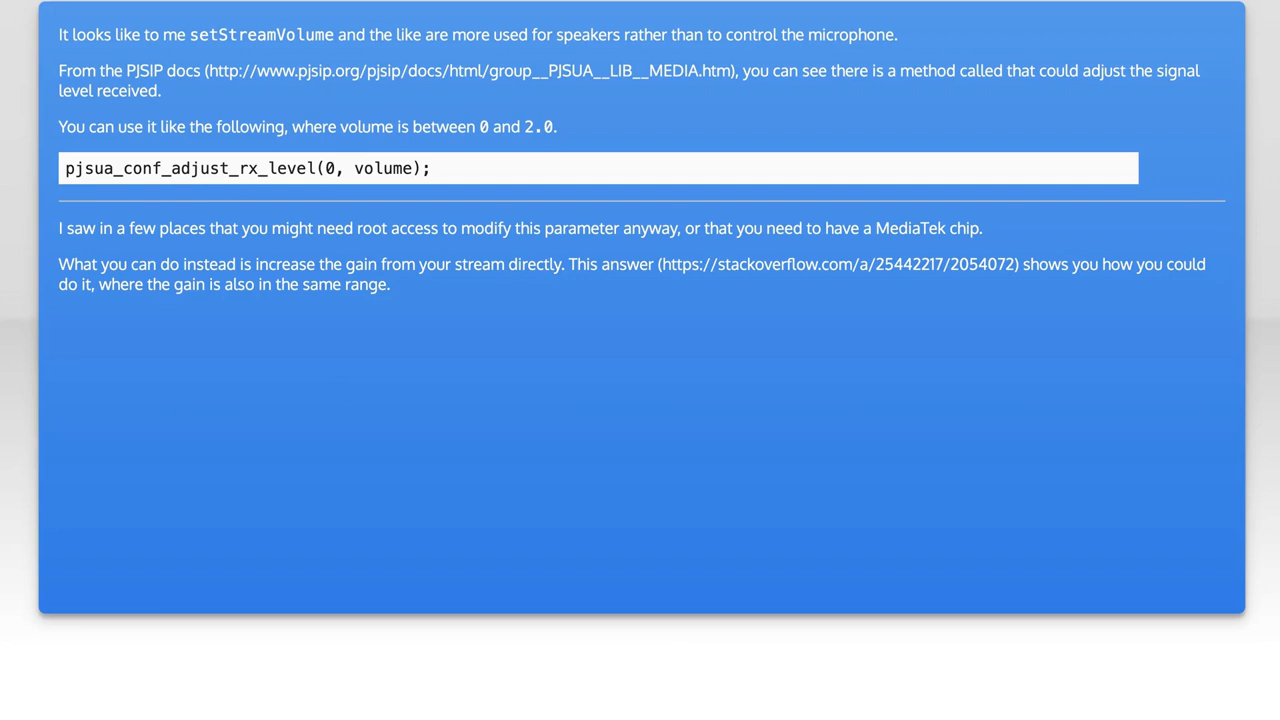 It looks like to me setStreamVolume and the like are more used for speakers rather than to control the microphone.
From the PJSIP docs (http://www.pjsip.org/pjsip/docs/html/group__PJSUA__LIB__MEDIA.htm), you can see there is a method called that could adjust the signal
level received.
You can use it like the following, where volume is between 0 and 2.0.
pjsua_conf_adjust_rx_level(0, volume);
I saw in a few places that you might need root access to modify this parameter anyway, or that you need to have a MediaTek chip.
What you can do instead is increase the gain from your stream directly. This answer (https://stackoverflow.com/a/25442217/2054072) shows you how you could
do it, where the gain is also in the same range.